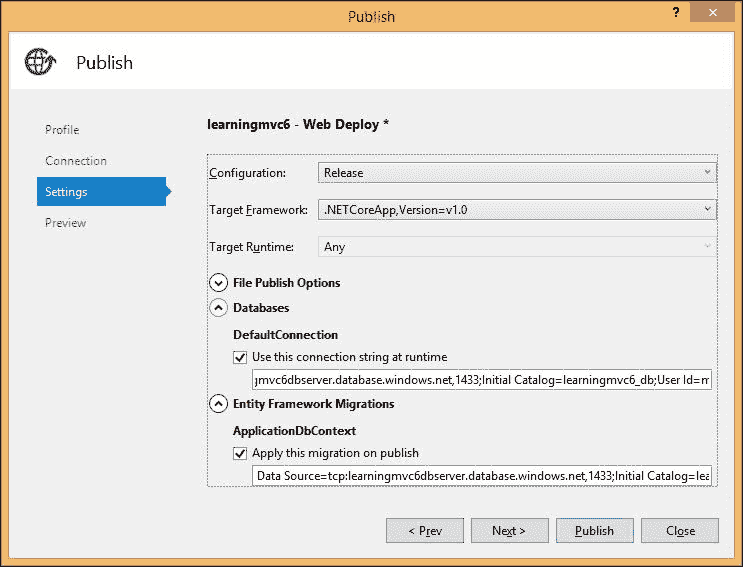 Publish
?
Publish
Profile
Connection
Settings
Preview
learningmvc6 - Web Deploy *
Configuration: Release
Target Framework: .NETCoreApp,Version=v1.0
Target Runtime: Any
File Publish Options
Databases
DefaultConnection
Use this connection string at runtime
gmvc6dbserver.database.windows.net,1433;Initial Catalog=learningmvc6_db;User Id=m
Entity Framework Migrations
ApplicationDbContext
Apply this migration on publish
Data Source=tcp:learningmvc6dbserver.database.windows.net,1433;Initial Catalog=lea
< Prev Next > Publish Close